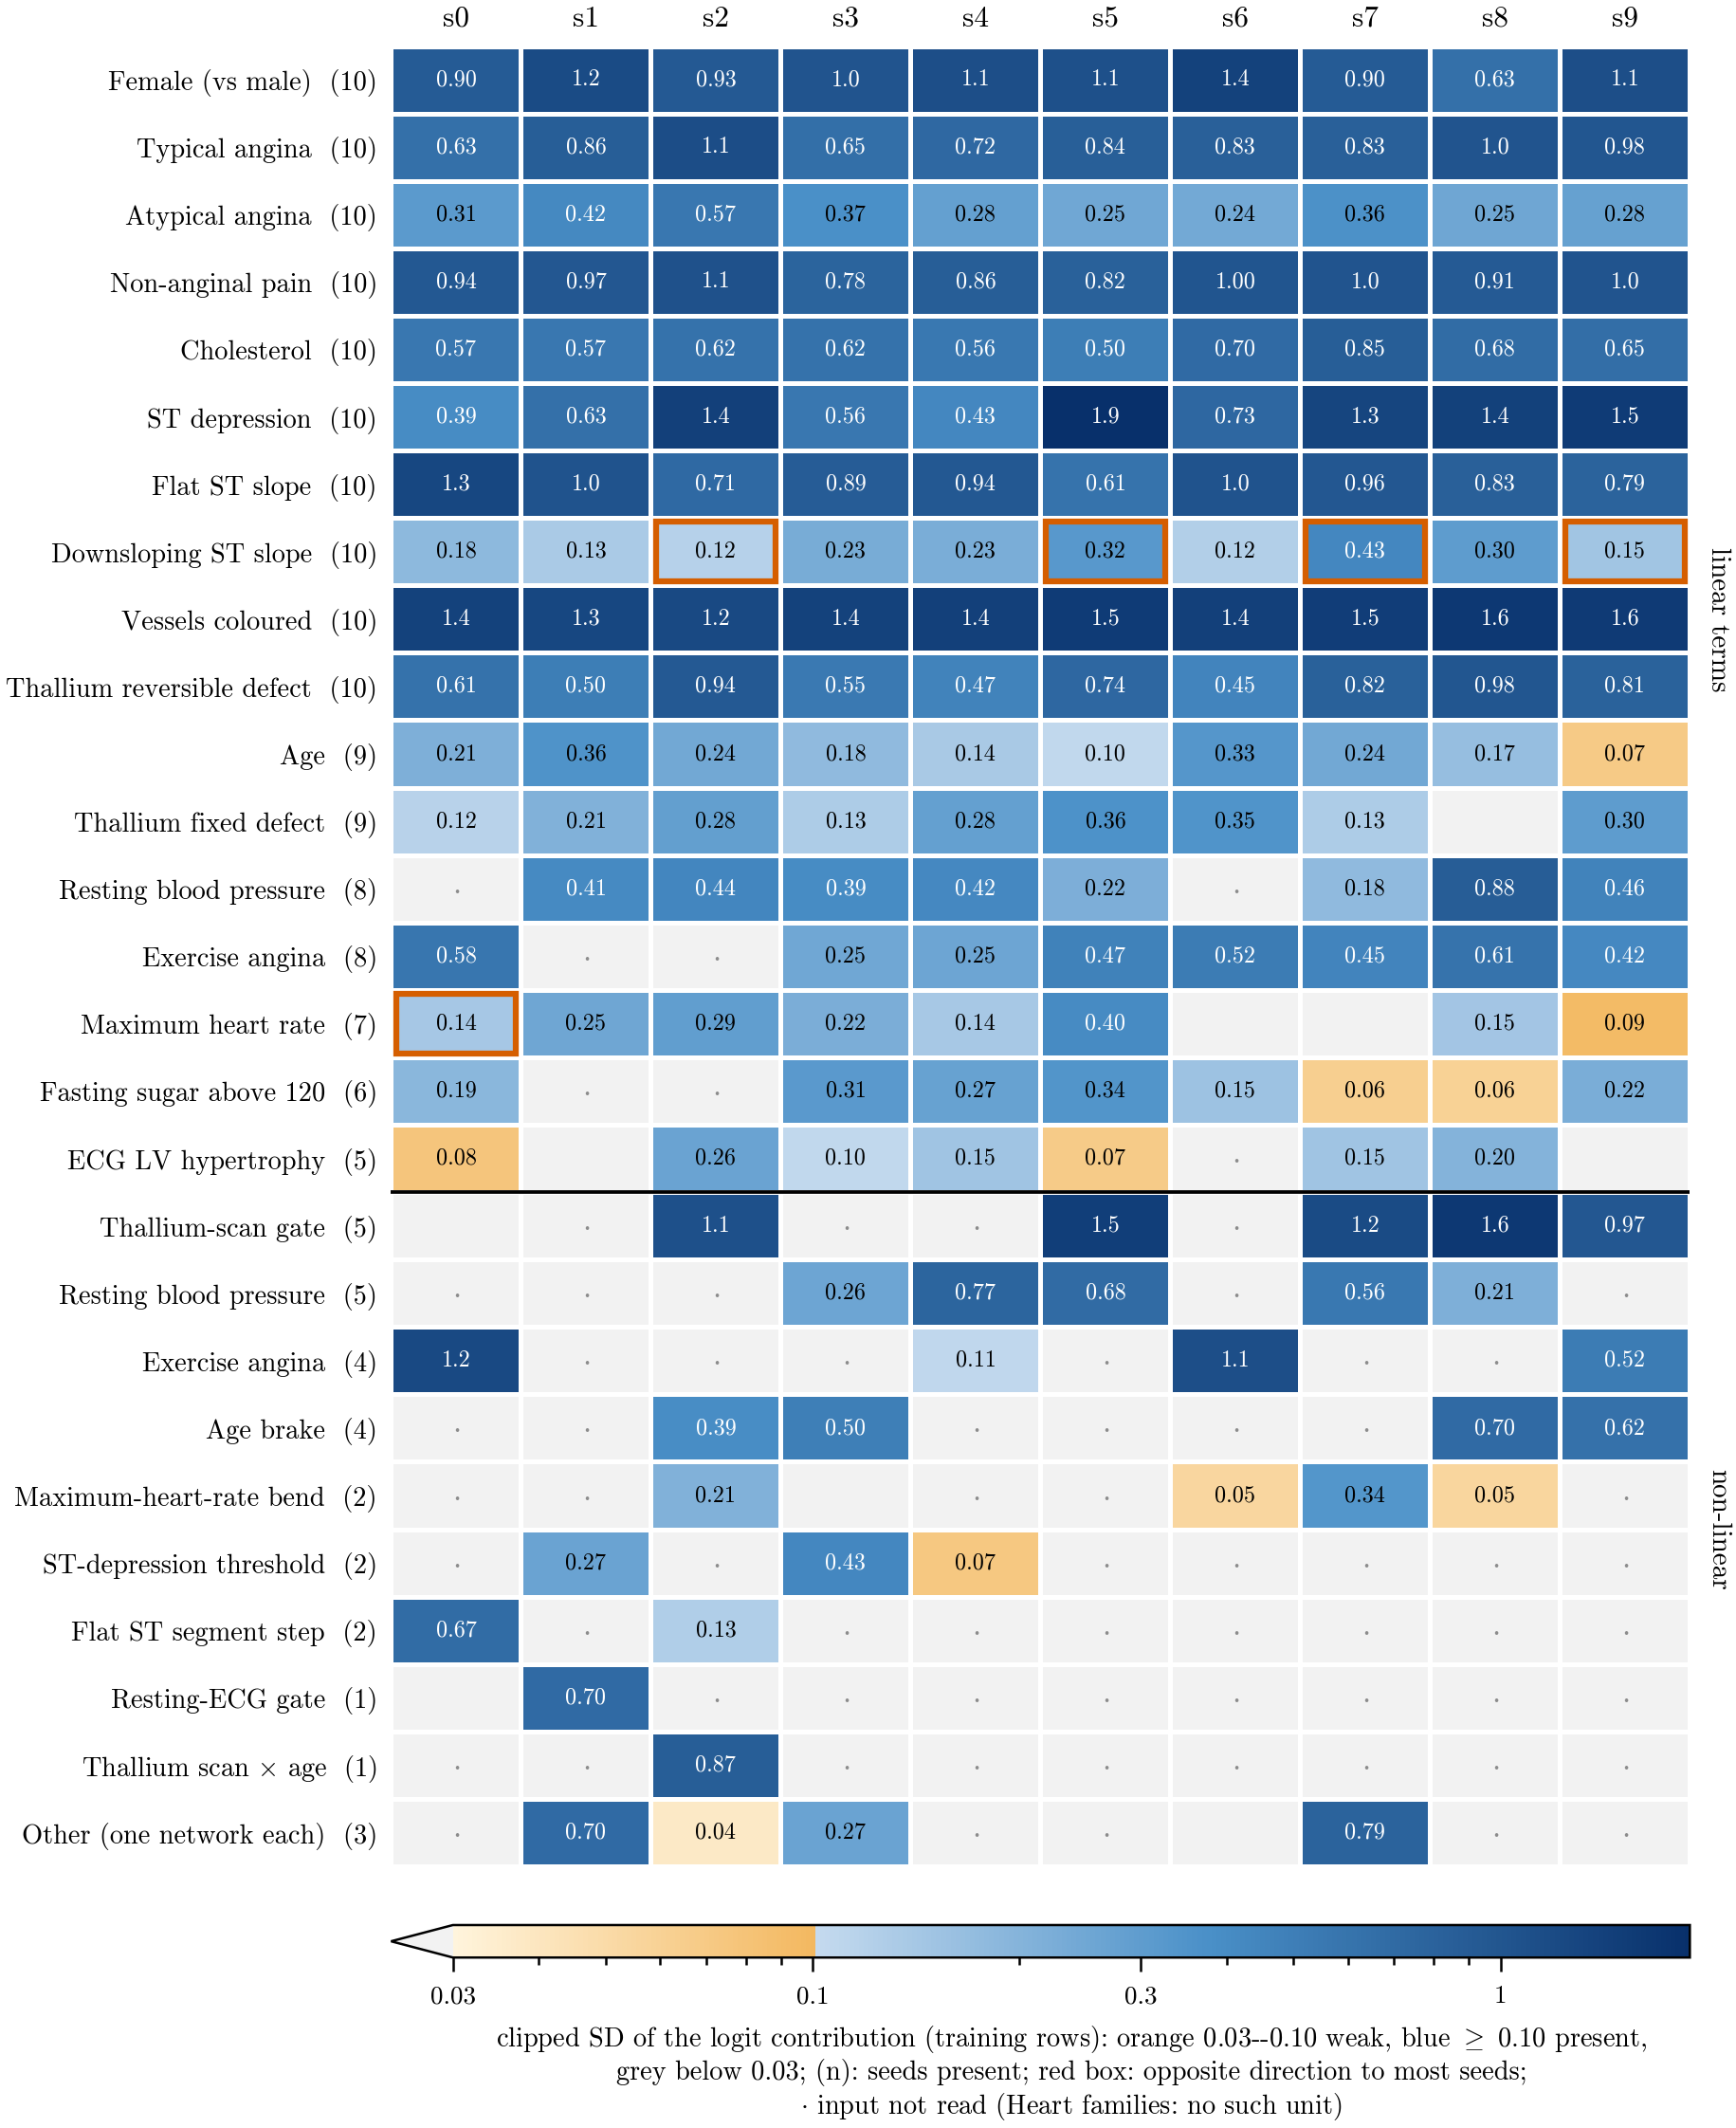 s0 s1 s2 s3 s4 s5 s6 s7 s8 s9
Female (vs male) (10) 0.90 1.2 0.93 1.0 1.1 1.1 1.4 0.90 0.63 1.1
Typical angina (10) 0.63 0.86 1.1 0.65 0.72 0.84 0.83 0.83 1.0 0.98
Atypical angina (10) 0.31 0.42 0.57 0.37 0.28 0.25 0.24 0.36 0.25 0.28
Non-anginal pain (10) 0.94 0.97 1.1 0.78 0.86 0.82 1.00 1.0 0.91 1.0
Cholesterol (10) 0.57 0.57 0.62 0.62 0.56 0.50 0.70 0.85 0.68 0.65
ST depression (10) 0.39 0.63 1.4 0.56 0.43 1.9 0.73 1.3 1.4 1.5
Flat ST slope (10) 1.3 1.0 0.71 0.89 0.94 0.61 1.0 0.96 0.83 0.79
Downsloping ST slope (10) 0.18 0.13 0.12 0.23 0.23 0.32 0.12 0.43 0.30 0.15
Vessels coloured (10) 1.4 1.3 1.2 1.4 1.4 1.5 1.4 1.5 1.6 1.6
Thallium reversible defect (10) 0.61 0.50 0.94 0.55 0.47 0.74 0.45 0.82 0.98 0.81
Age (9) 0.21 0.36 0.24 0.18 0.14 0.10 0.33 0.24 0.17 0.07
Thallium fixed defect (9) 0.12 0.21 0.28 0.13 0.28 0.36 0.35 0.13 0.30
Resting blood pressure (8) · 0.41 0.44 0.39 0.42 0.22 · 0.18 0.88 0.46
Exercise angina (8) 0.58 · · 0.25 0.25 0.47 0.52 0.45 0.61 0.42
Maximum heart rate (7) 0.14 0.25 0.29 0.22 0.14 0.40 0.15 0.09
Fasting sugar above 120 (6) 0.19 · · 0.31 0.27 0.34 0.15 0.06 0.06 0.22
ECG LV hypertrophy (5) 0.08 0.26 0.10 0.15 0.07 · 0.15 0.20
linear terms
Thallium-scan gate (5) · 1.1 · · 1.5 · 1.2 1.6 0.97
Resting blood pressure (5) · · · 0.26 0.77 0.68 · 0.56 0.21 ·
Exercise angina (4) 1.2 · · · 0.11 · 1.1 · · 0.52
Age brake (4) · · 0.39 0.50 · · · · 0.70 0.62
Maximum-heart-rate bend (2) · · 0.21 · · 0.05 0.34 0.05 ·
ST-depression threshold (2) · 0.27 · 0.43 0.07 · · · · ·
Flat ST segment step (2) 0.67 · 0.13 · · · · · · ·
Resting-ECG gate (1) 0.70 · · · · · · · ·
Thallium scan × age (1) · · 0.87 · · · · · · ·
Other (one network each) (3) · 0.70 0.04 0.27 · · 0.79 · ·
non-linear
0.03 0.1 0.3 1
clipped SD of the logit contribution (training rows): orange 0.03--0.10 weak, blue ≥ 0.10 present,
grey below 0.03; (n): seeds present; red box: opposite direction to most seeds;
· input not read (Heart families: no such unit)